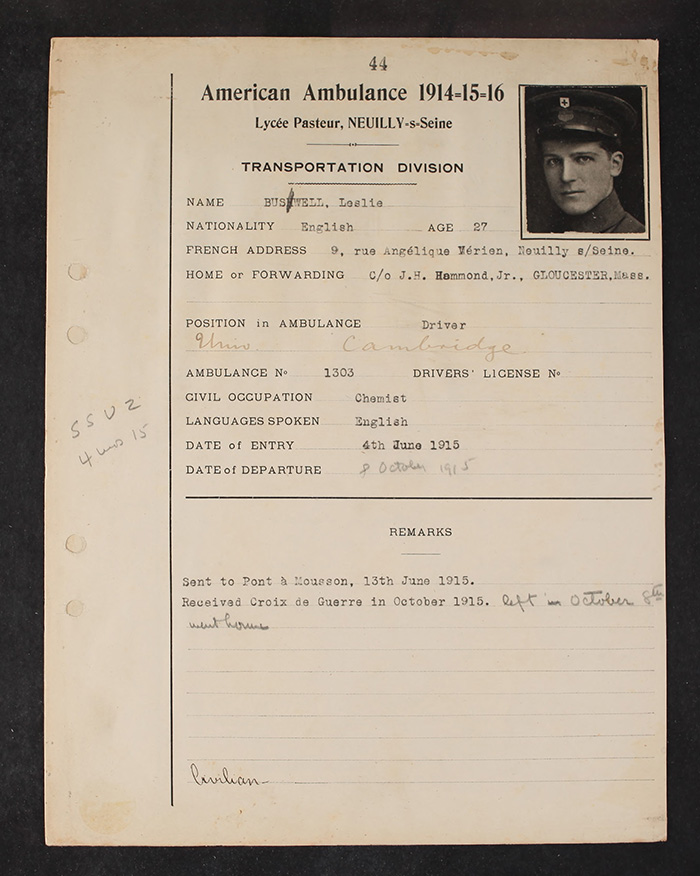 44
American Ambulance 1914-15-16
Lycée Pasteur, NEUILLY-s-Seine
TRANSPORTATION DIVISION
NAME BUSWELL, Leslie
NATIONALITY English AGE 27
FRENCH ADDRESS 9, rue Angélique Vérien, Neuilly s/Seine.
HOME or FORWARDING C/o J.H. Hammond,Jr., GLOUCESTER,Mass.
POSITION in AMBULANCE Driver
Univ. Cambridge
AMBULANCE No 1303 DRIVERS' LICENSE No
CIVIL OCCUPATION Chemist
LANGUAGES SPOKEN English
DATE of ENTRY 4th June 1915
DATE of DEPARTURE 8 October 1915
SSU 2
4 mos 15
REMARKS
Sent to Pont à Mousson, 13th June 1915.
Received Croix de Guerre in October 1915. left in October 8th
went home
Civilian